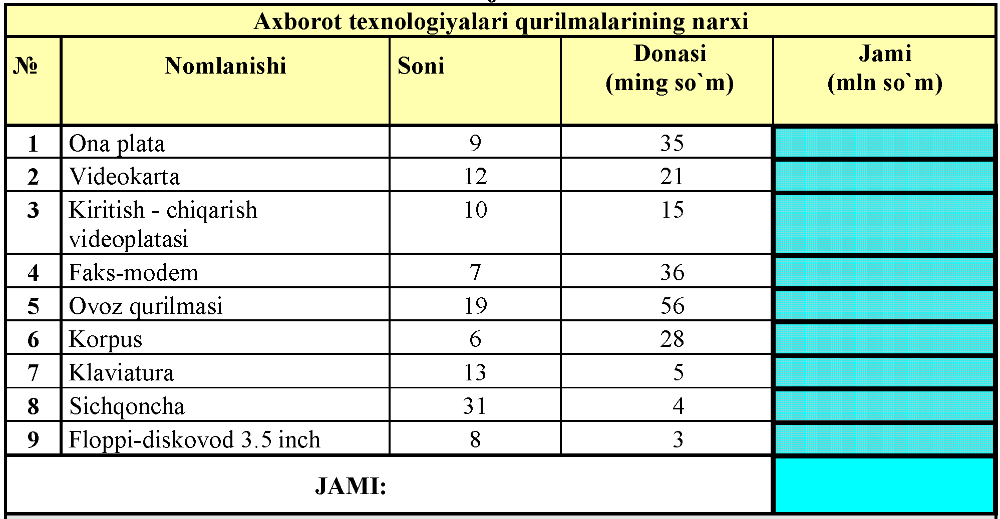 Axborot texnologiyalari qurilmalarining narxi
№ Nomlanishi Soni Donasi Jami
(ming so`m) (mln so`m)
1 Ona plata 9 35
2 Videokarta 12 21
3 Kiritish - chiqarish 10 15
videoplatasi
4 Faks-modem 7 36
5 Ovoz qurilmasi 19 56
6 Korpus 6 28
7 Klaviatura 13 5
8 Sichqoncha 31 4
9 Floppi-diskovod 3.5 inch 8 3
JAMI: